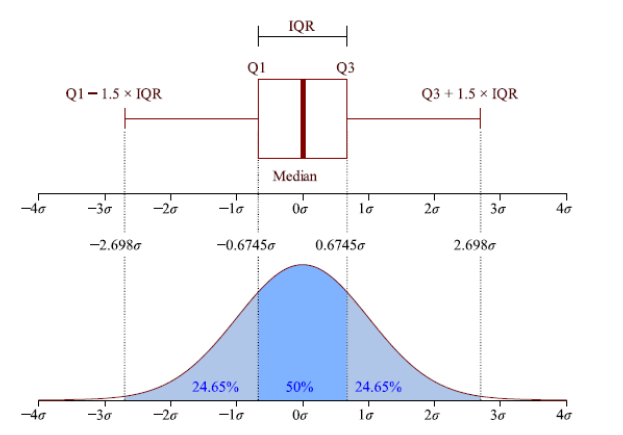 IQR
Q1 Q3
Q1 − 1.5 × IQR Q3 + 1.5 × IQR
Median
−4σ −3σ −2σ −1σ 0σ 1σ 2σ 3σ 4σ
−2.698σ −0.6745σ 0.6745σ 2.698σ
24.65% 50% 24.65%
−4σ −3σ −2σ −1σ 0σ 1σ 2σ 3σ 4σ